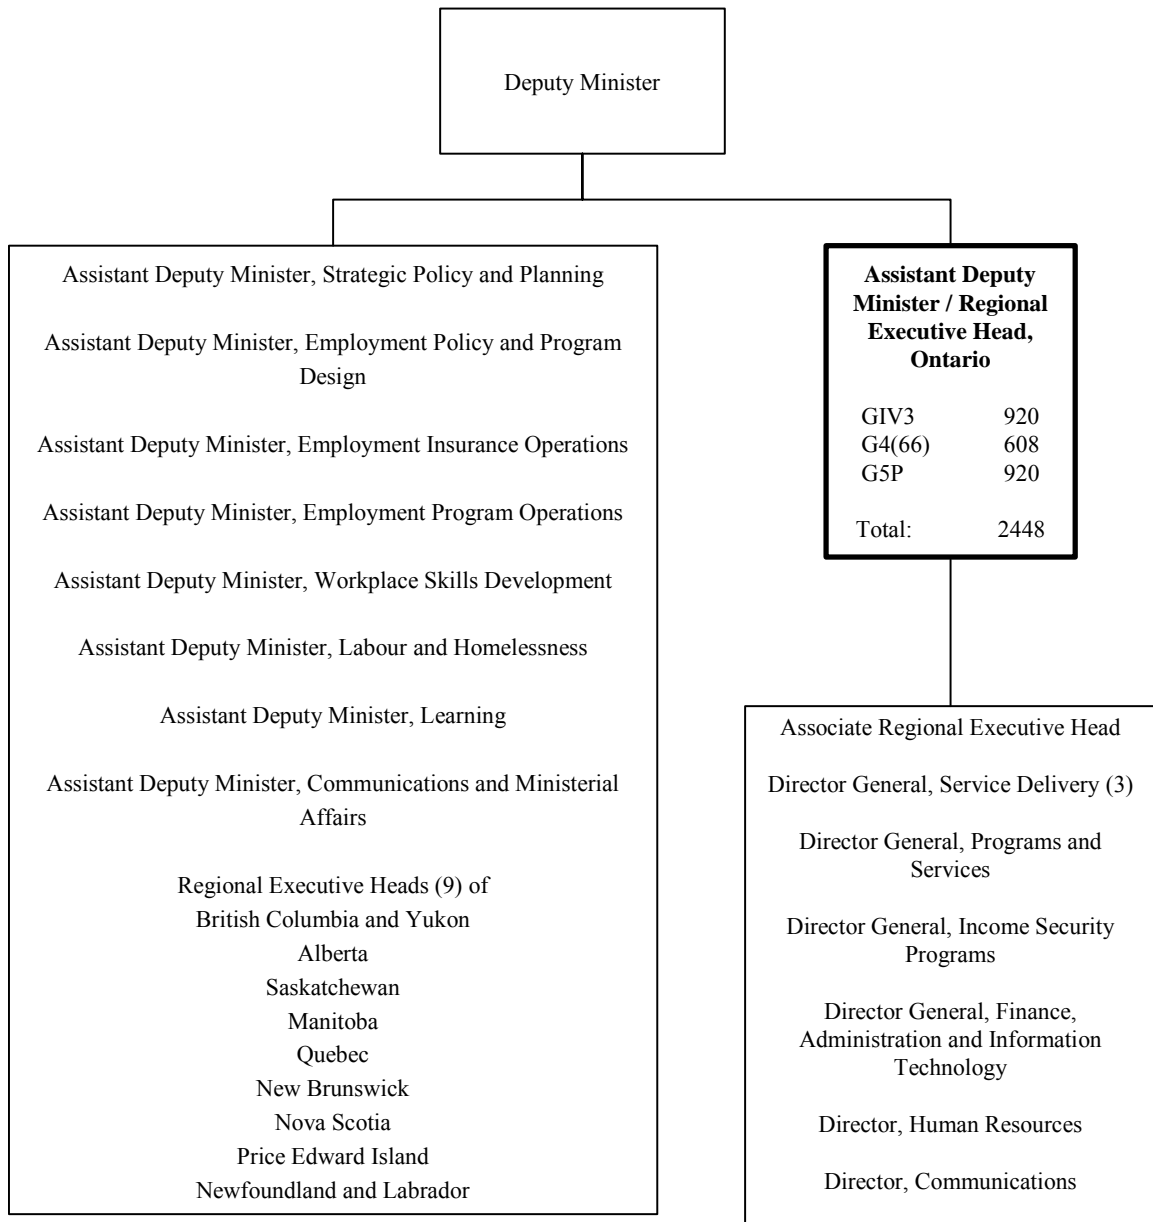 Deputy Minister
Assistant Deputy Minister, Strategic Policy and Planning
Assistant Deputy Minister, Employment Policy and Program
Design
Assistant Deputy Minister, Employment Insurance Operations
Assistant Deputy Minister, Employment Program Operations
Assistant Deputy Minister, Workplace Skills Development
Assistant Deputy Minister, Labour and Homelessness
Assistant Deputy Minister, Learning
Assistant Deputy Minister, Communications and Ministerial
Affairs
Regional Executive Heads (9) of
British Columbia and Yukon
Alberta
Saskatchewan
Manitoba
Quebec
New Brunswick
Nova Scotia
Price Edward Island
Newfoundland and Labrador
Assistant Deputy
Minister / Regional
Executive Head,
Ontario
GIV3 920
G4(66) 608
G5P 920
Total: 2448
Associate Regional Executive Head
Director General, Service Delivery (3)
Director General, Programs and
Services
Director General, Income Security
Programs
Director General, Finance,
Administration and Information
Technology
Director, Human Resources
Director, Communications